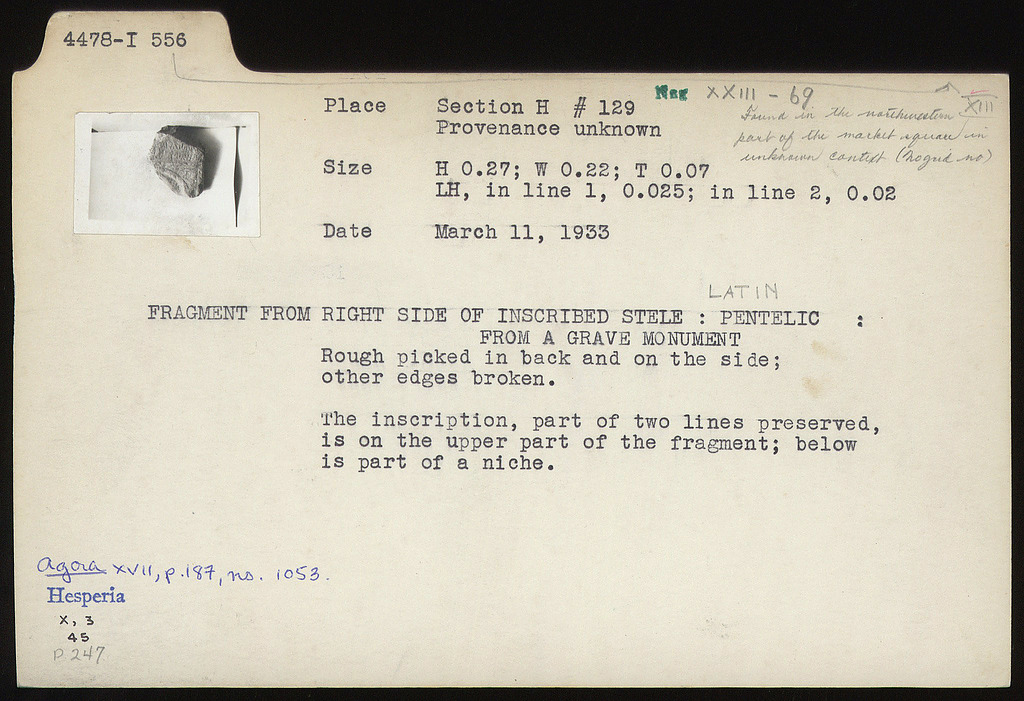 4478-I 556
Neg XXIII - 69
XIII
Place Section H # 129
Provenance unknown
Found in the northwestern
part of the market square in
unknown context (No grid no)
Size H 0.27; W 0.22; T 0.07
LH, in line 1, 0.025; in line 2, 0.02
Date March 11, 1933
LATIN
FRAGMENT FROM RIGHT SIDE OF INSCRIBED STELE : PENTELIC :
FROM A GRAVE MONUMENT
Rough picked in back and on the side;
other edges broken.
The inscription, part of two lines preserved,
is on the upper part of the fragment; below
is part of a niche.
Agora XVII, p. 187, no. 1053.
Hesperia
X, 3
45
P 247